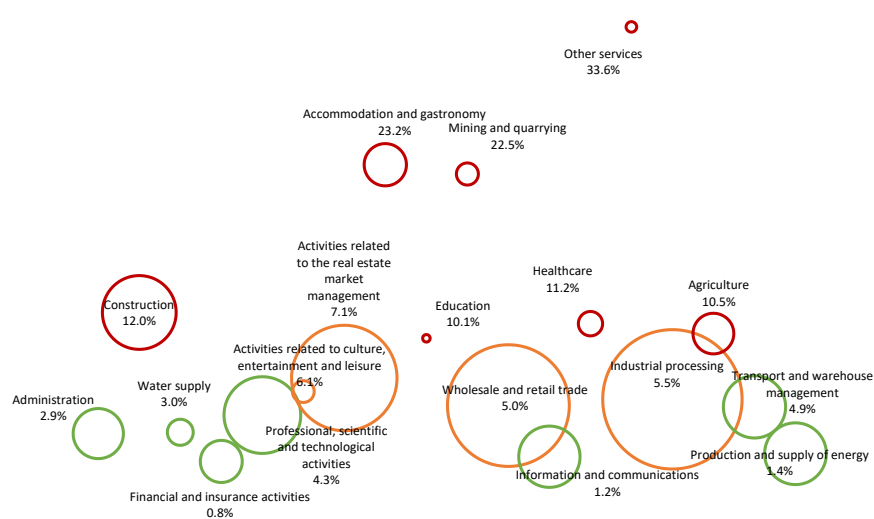 Other services
33.6%
Accommodation and gastronomy
23.2%
Mining and quarrying
22.5%
Activities related
to the real estate
market
management
7.1%
Healthcare
11.2%
Agriculture
10.5%
Construction
12.0%
Education
10.1%
Activities related to culture,
entertainment and leisure
6.1%
Industrial processing
5.5%
Wholesale and retail trade
5.0%
Transport and warehouse
management
4.9%
Water supply
3.0%
Administration
2.9%
Professional, scientific
and technological
activities
4.3%
Production and supply of energy
1.4%
Information and communications
1.2%
Financial and insurance activities
0.8%